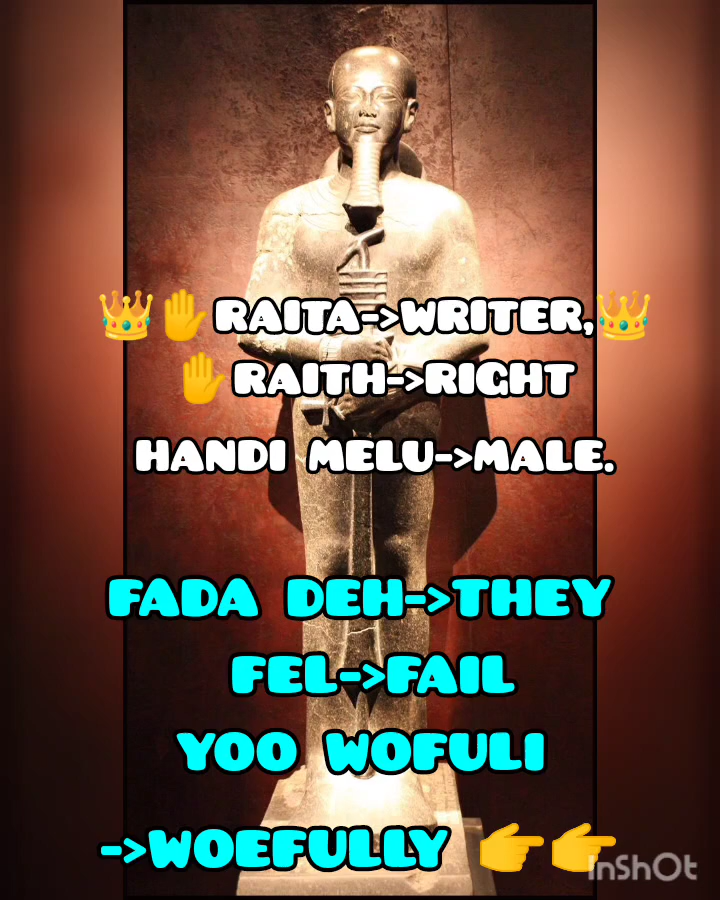 👑✋RAITA->WRITER,👑
✋RAITH->RIGHT
HANDI MELU->MALE.
FADA DEH->THEY
FEL->FAIL
YOO WOFULI
->WOEFULLY 👉👉
InShOt